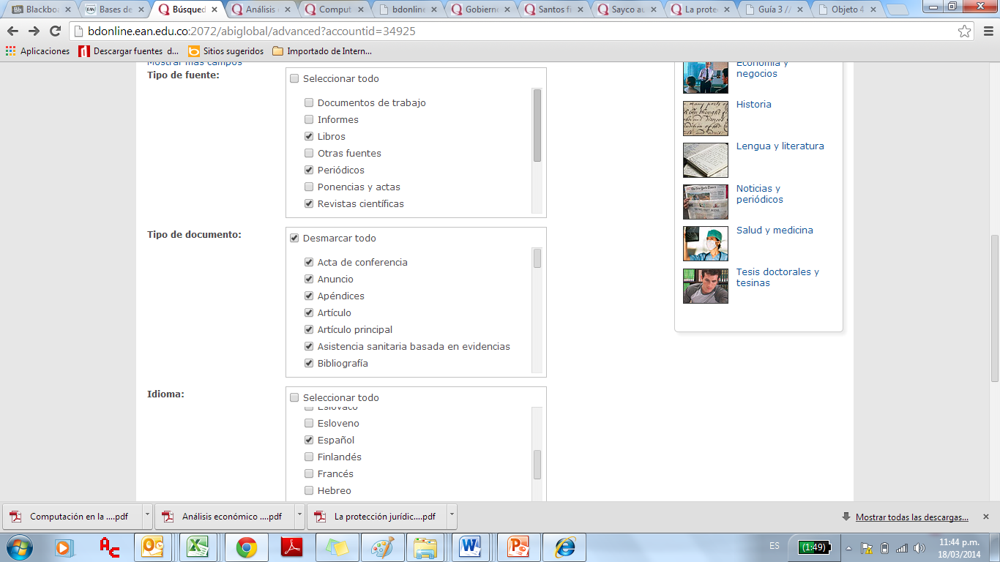 Blackbo
Bases de
Búsqued
Análisis
Comput
bdonline
Gobierne
Santos fi
Sayco au
La prote
Guía 3 //
Objeto 4
bdonline.ean.edu.co:2072/abiglobal/advanced?accountid=34925
Aplicaciones
Descargar fuentes d...
Sitios sugeridos
Importado de Intern...
Mostrar más campos
Tipo de fuente:
Seleccionar todo
Documentos de trabajo
Informes
Libros
Otras fuentes
Periódicos
Ponencias y actas
Revistas científicas
Tipo de documento:
Desmarcar todo
Acta de conferencia
Anuncio
Apéndices
Artículo
Artículo principal
Asistencia sanitaria basada en evidencias
Bibliografía
Idioma:
Seleccionar todo
Eslovaco
Esloveno
Español
Finlandés
Francés
Hebreo
Economía y
negocios
Historia
Lengua y literatura
Noticias y
periódicos
Salud y medicina
Tesis doctorales y
tesinas
Computación en la ....pdf
Análisis económico ....pdf
La protección jurídic....pdf
Mostrar todas las descargas...
ES
(1:49)
11:44 p.m.
18/03/2014